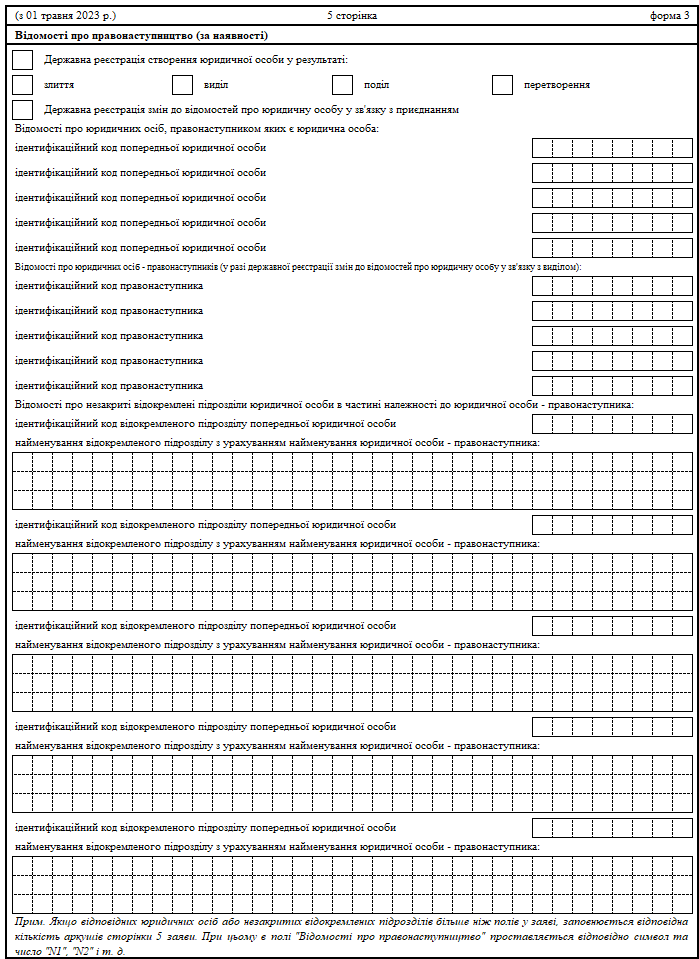 (з 01 травня 2023 р.) 5 сторінка форма 3
Відомості про правонаступництво (за наявності)
Державна реєстрація створення юридичної особи у результаті:
злиття виділ поділ перетворення
Державна реєстрація змін до відомостей про юридичну особу у зв'язку з приєднанням
Відомості про юридичних осіб, правонаступником яких є юридична особа:
ідентифікаційний код попередньої юридичної особи
ідентифікаційний код попередньої юридичної особи
ідентифікаційний код попередньої юридичної особи
ідентифікаційний код попередньої юридичної особи
ідентифікаційний код попередньої юридичної особи
Відомості про юридичних осіб - правонаступників (у разі державної реєстрації змін до відомостей про юридичну особу у зв'язку з виділом):
ідентифікаційний код правонаступника
ідентифікаційний код правонаступника
ідентифікаційний код правонаступника
ідентифікаційний код правонаступника
ідентифікаційний код правонаступника
Відомості про незакриті відокремлені підрозділи юридичної особи в частині належності до юридичної особи - правонаступника:
ідентифікаційний код відокремленого підрозділу попередньої юридичної особи
найменування відокремленого підрозділу з урахуванням найменування юридичної особи - правонаступника:
ідентифікаційний код відокремленого підрозділу попередньої юридичної особи
найменування відокремленого підрозділу з урахуванням найменування юридичної особи - правонаступника:
ідентифікаційний код відокремленого підрозділу попередньої юридичної особи
найменування відокремленого підрозділу з урахуванням найменування юридичної особи - правонаступника:
ідентифікаційний код відокремленого підрозділу попередньої юридичної особи
найменування відокремленого підрозділу з урахуванням найменування юридичної особи - правонаступника:
ідентифікаційний код відокремленого підрозділу попередньої юридичної особи
найменування відокремленого підрозділу з урахуванням найменування юридичної особи - правонаступника:
Прим. Якщо відповідних юридичних осіб або незакритих відокремлених підрозділів більше ніж полів у заяві, заповнюється відповідна
кількість аркушів сторінки 5 заяви. При цьому в полі "Відомості про правонаступництво" проставляється відповідно символ та
число "N1", "N2" і т. д.